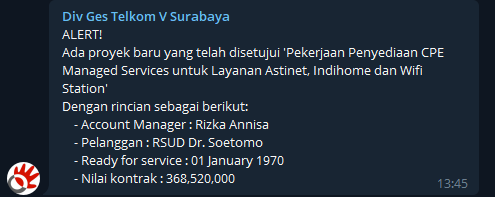 Div Ges Telkom V Surabaya
ALERT!
Ada proyek baru yang telah disetujui 'Pekerjaan Penyediaan CPE
Managed Services untuk Layanan Astinet, Indihome dan Wifi
Station'
Dengan rincian sebagai berikut:
- Account Manager : Rizka Annisa
- Pelanggan : RSUD Dr. Soetomo
- Ready for service : 01 January 1970
- Nilai kontrak : 368,520,000
13:45